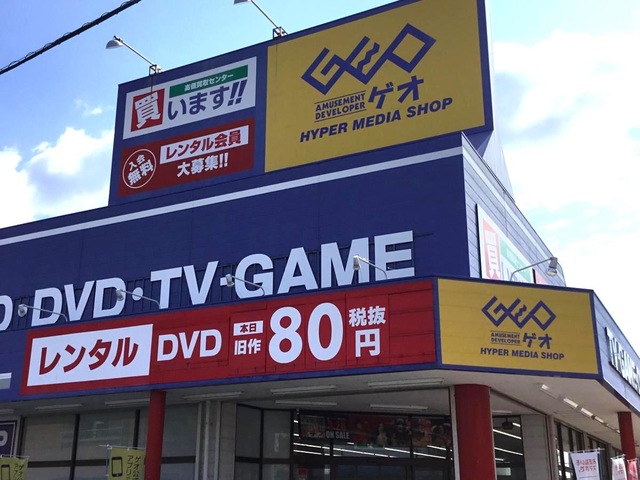 高価買取センター
買います!!
入会
無料
レンタル会員
大募集!!
GEO
AMUSEMENT
DEVELOPER
ゲオ
HYPER MEDIA SHOP
DVD・TV・GAME
買
レンタル DVD
本日
旧作
80
税抜
円
GEO
AMUSEMENT
DEVELOPER
ゲオ
HYPER MEDIA SHOP
ON SALE